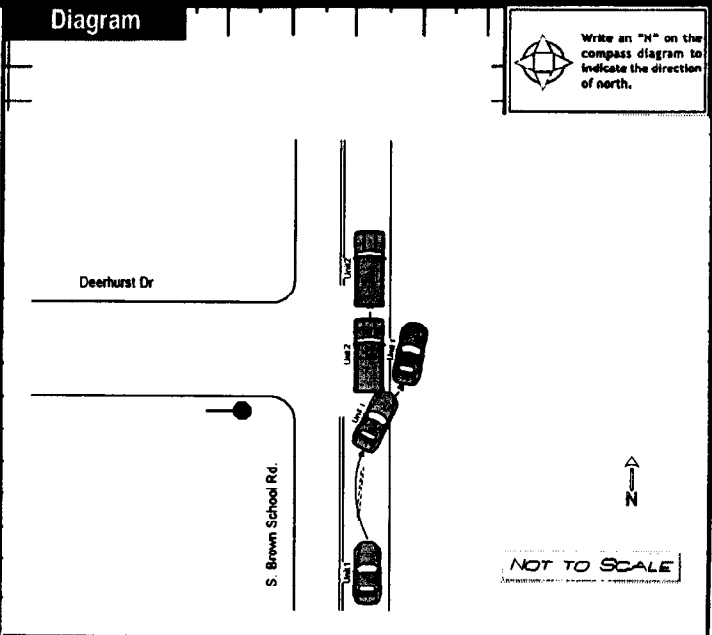 Diagram
Write an "N" on the
compass diagram to
indicate the direction
of north.
Unit 2
Deerhurst Dr
Unit 2
Unit 1
Unit 1
S. Brown School Rd.
N
Unit 1
NOT TO SCALE